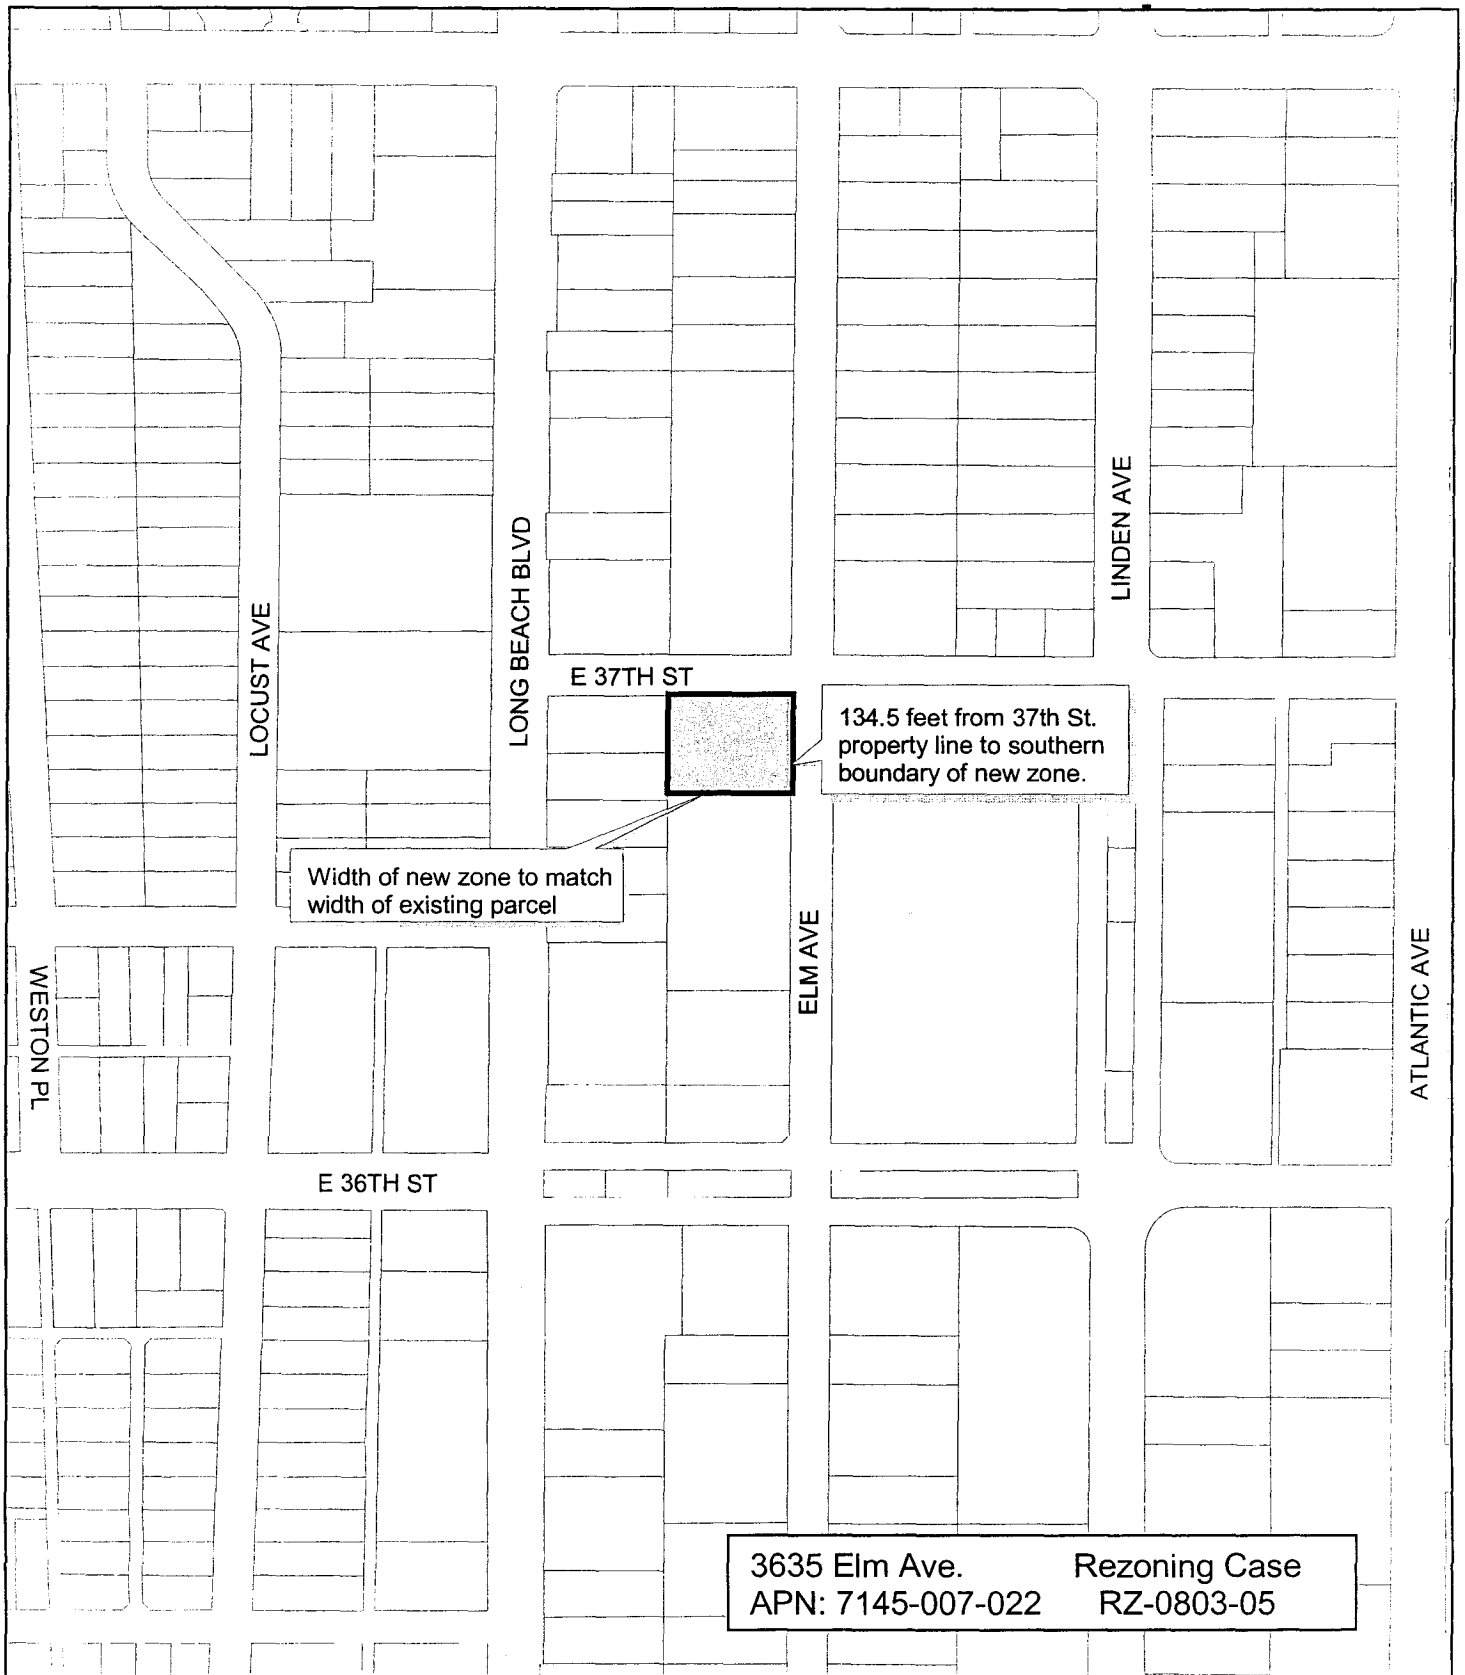 LINDEN AVE
LONG BEACH BLVD
LOCUST AVE
E 37TH ST
134.5 feet from 37th St.
property line to southern
boundary of new zone.
Width of new zone to match
width of existing parcel
ELM AVE
ATLANTIC AVE
WESTON PL
E 36TH ST
3635 Elm Ave. Rezoning Case
APN: 7145-007-022 RZ-0803-05